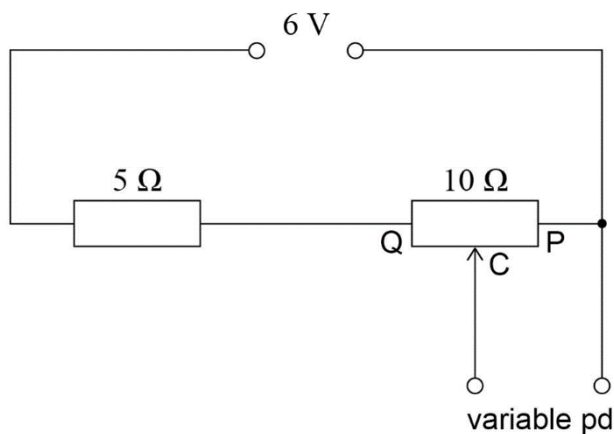 6 V
5 Ω
10 Ω
Q
P
C
variable pd